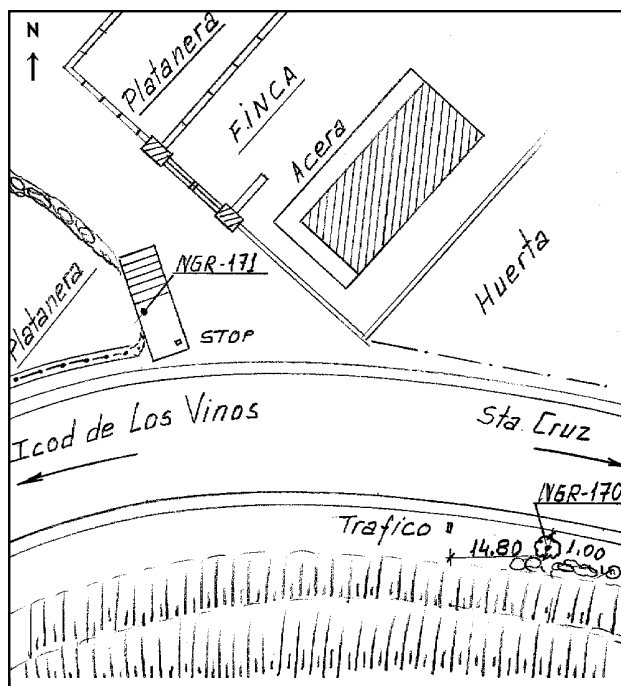 N
Platanera
FINCA
Acera
Huerta
NGR-171
Platanera
STOP
Icod de Los Vinos
Sta. Cruz
NGR-170
Trafico
14.80
1.00